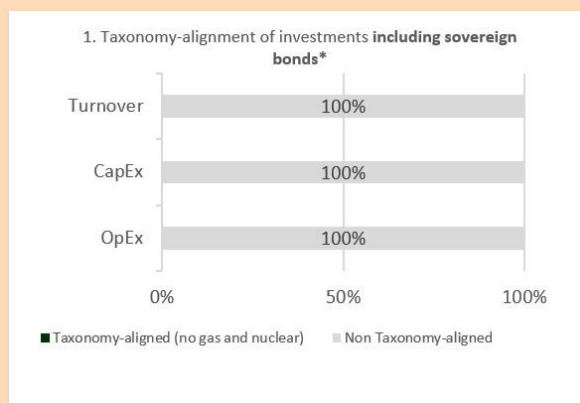 1. Taxonomy-alignment of investments including sovereign
bonds*
Turnover 100%
CapEx 100%
OpEx 100%
0% 50% 100%
Taxonomy-aligned (no gas and nuclear) Non Taxonomy-aligned